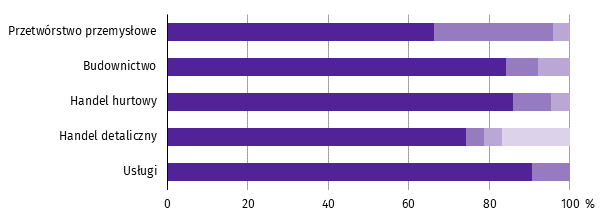 Przetwórstwo przemysłowe
Budownictwo
Handel hurtowy
Handel detaliczny
Usługi
0 20 40 60 80 100 %